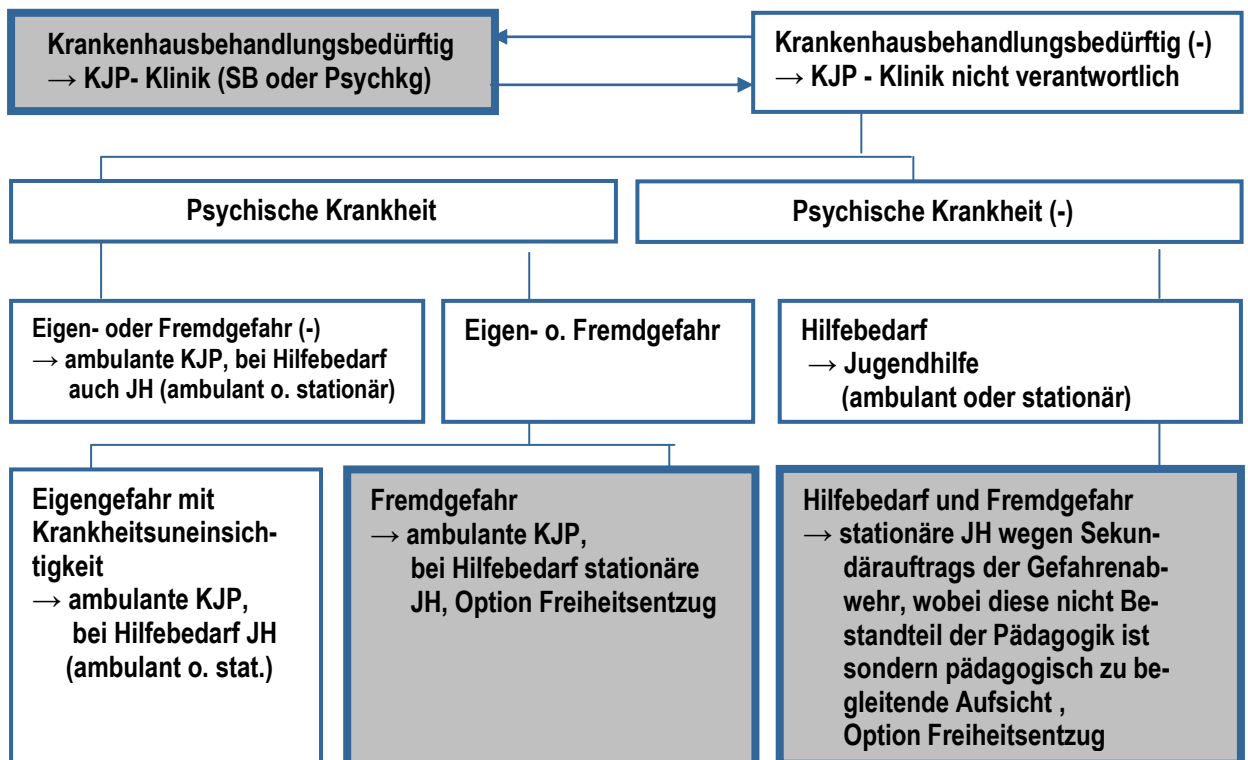 Krankenhausbehandlungsbedürftig
→ KJP- Klinik (SB oder Psychkg)
Krankenhausbehandlungsbedürftig (-)
→ KJP - Klinik nicht verantwortlich
Psychische Krankheit
Psychische Krankheit (-)
Eigen- oder Fremdgefahr (-)
→ ambulante KJP, bei Hilfebedarf
auch JH (ambulant o. stationär)
Eigen- o. Fremdgefahr
Hilfebedarf
→ Jugendhilfe
(ambulant oder stationär)
Eigengefahr mit
Krankheitsuneinsich-
tigkeit
→ ambulante KJP,
bei Hilfebedarf JH
(ambulant o. stat.)
Fremdgefahr
→ ambulante KJP,
bei Hilfebedarf stationäre
JH, Option Freiheitsentzug
Hilfebedarf und Fremdgefahr
→ stationäre JH wegen Sekun-
därauftrags der Gefahrenab-
wehr, wobei diese nicht Be-
standteil der Pädagogik ist
sondern pädagogisch zu be-
gleitende Aufsicht ,
Option Freiheitsentzug